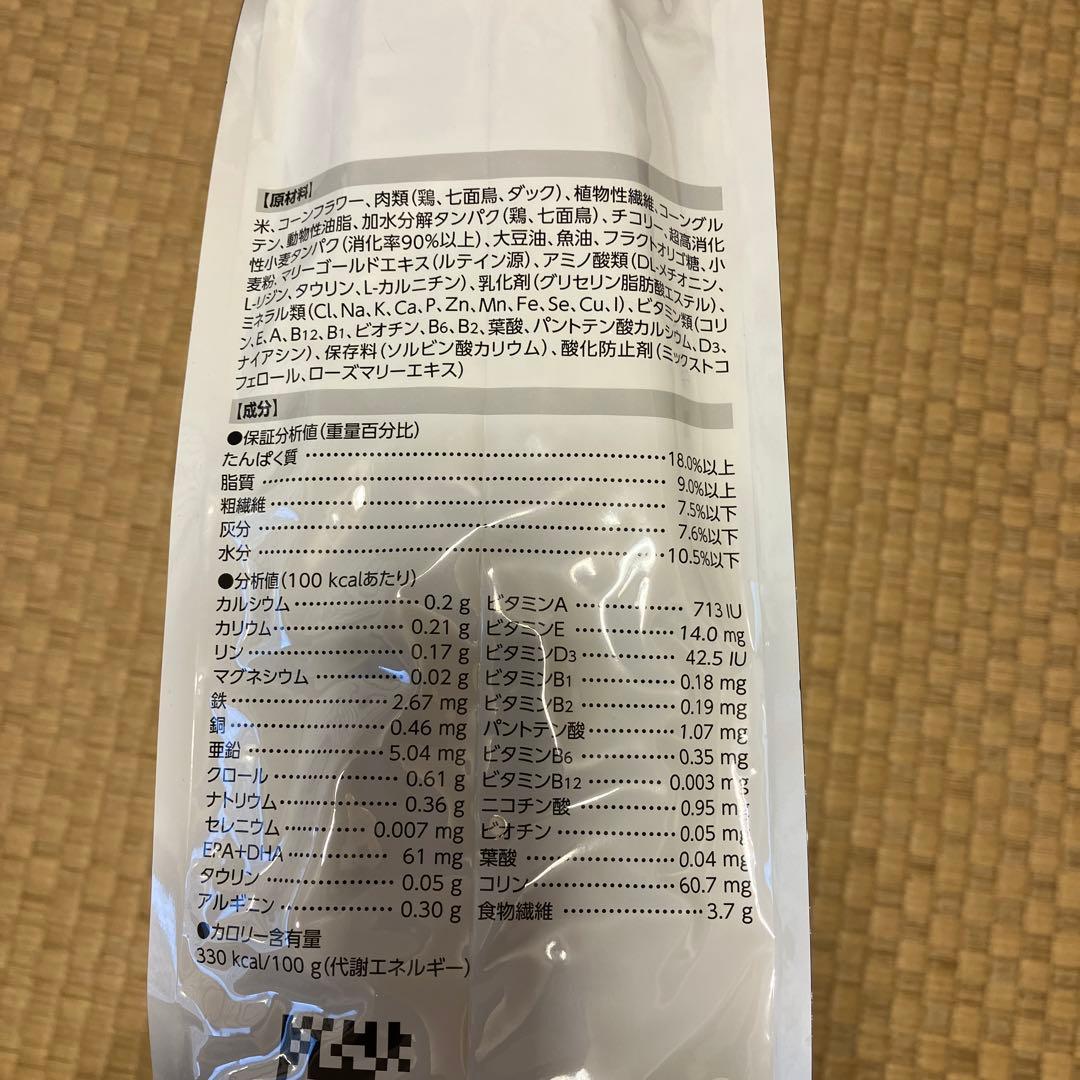 【原材料】
米、コーンフラワー、肉類(鶏、七面鳥、ダック)、植物性繊維、コーングル
テン、動物性油脂、加水分解タンパク(鶏、七面鳥)、チコリー、超高消化
性小麦タンパク(消化率90%以上)、大豆油、魚油、フラクトオリゴ糖、小
麦粉、マリーゴールドエキス(ルテイン源)、アミノ酸類(DL-メチオニン、
L-リジン、タウリン、L-カルニチン)、乳化剤(グリセリン脂肪酸エステル)、
ミネラル類(Cl、Na、K、Ca、P、Zn、Mn、Fe、Se、Cu、I)、ビタミン類(コリ
ン、E、A、B12、B1、ビオチン、B6、B2、葉酸、パントテン酸カルシウム、D3、
ナイアシン)、保存料(ソルビン酸カリウム)、酸化防止剤(ミックストコ
フェロール、ローズマリーエキス)
【成分】
●保証分析値(重量百分比)
たんぱく質 18.0%以上
脂質 9.0%以上
粗繊維 7.5%以下
灰分 7.6%以下
水分 10.5%以下
●分析値(100 kcalあたり)
カルシウム 0.2 g
カリウム 0.21 g
リン 0.17 g
マグネシウム 0.02 g
鉄 2.67 mg
銅 0.46 mg
亜鉛 5.04 mg
クロール 0.61 g
ナトリウム 0.36 g
セレニウム 0.007 mg
EPA+DHA 61 mg
タウリン 0.05 g
アルギニン 0.30 g
ビタミンA 713 IU
ビタミンE 14.0 mg
ビタミンD3 42.5 IU
ビタミンB1 0.18 mg
ビタミンB2 0.19 mg
パントテン酸 1.07 mg
ビタミンB6 0.35 mg
ビタミンB12 0.003 mg
ニコチン酸 0.95 mg
ビオチン 0.05 mg
葉酸 0.04 mg
コリン 60.7 mg
食物繊維 3.7 g
●カロリー含有量
330 kcal/100 g(代謝エネルギー)